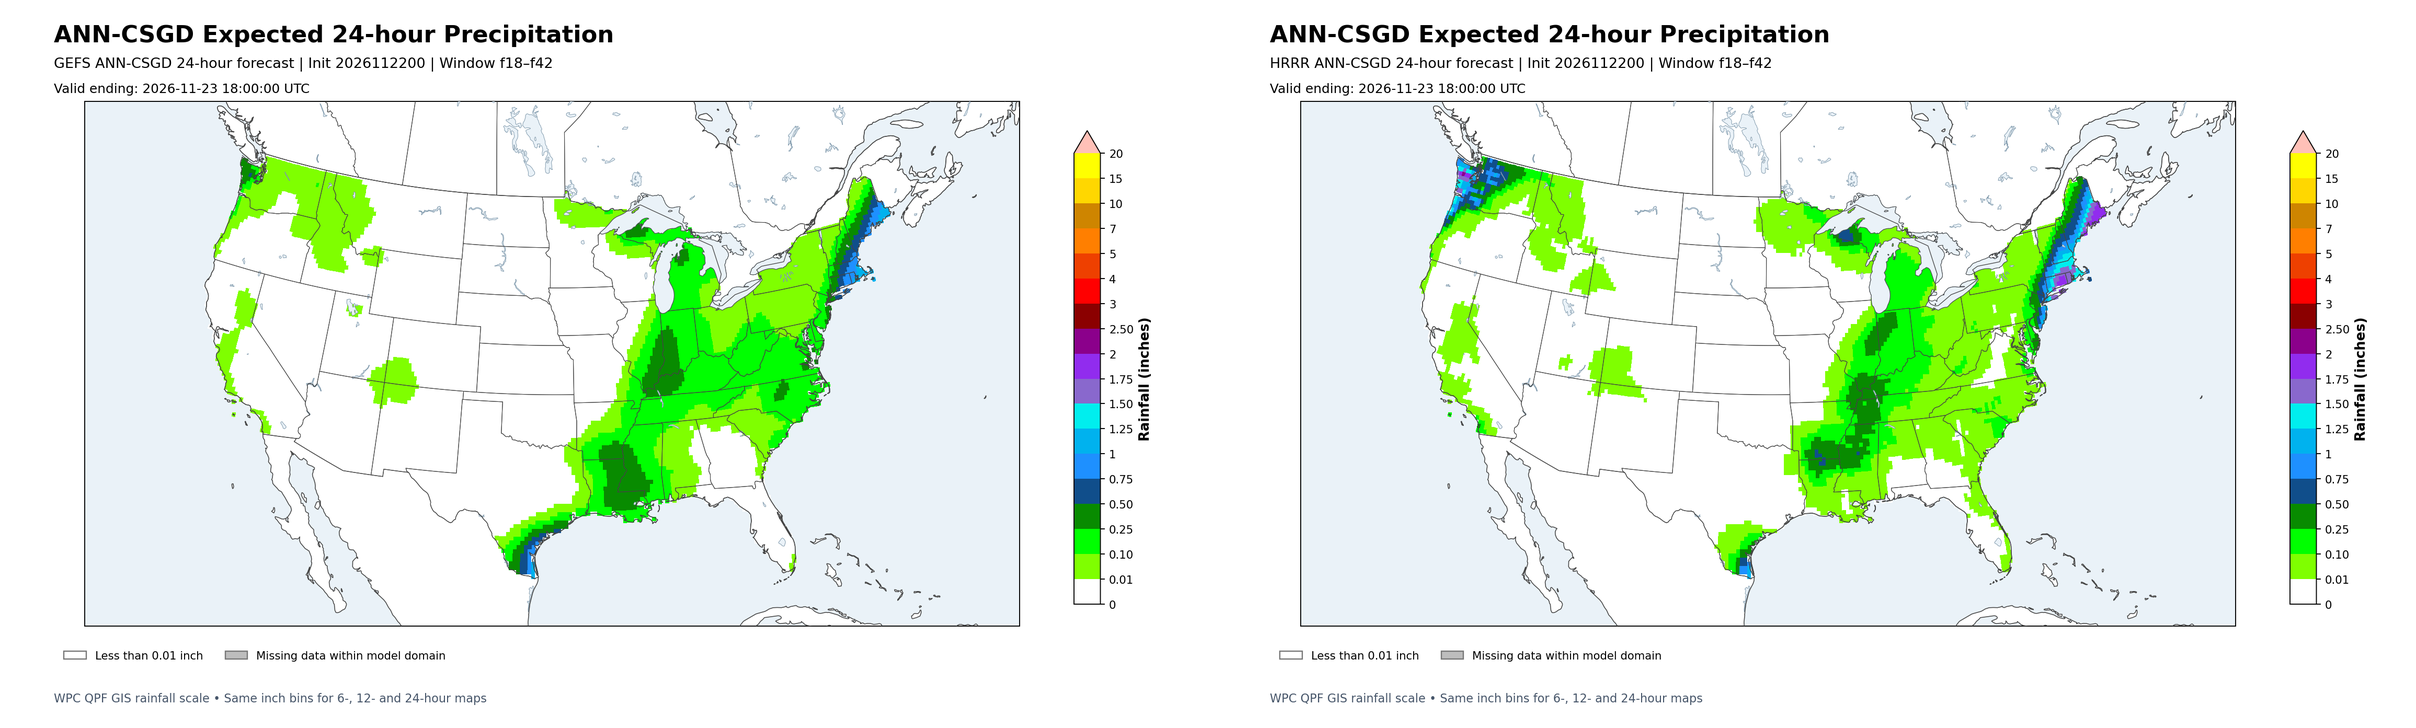 ANN-CSGD Expected 24-hour Precipitation
GEFS ANN-CSGD 24-hour forecast | Init 2026112200 | Window f18–f42
Valid ending: 2026-11-23 18:00:00 UTC
20
15
10
7
5
4
3
2.50
2
1.75
1.50
1.25
1
0.75
0.50
0.25
0.10
0.01
0
Rainfall (inches)
Less than 0.01 inch
Missing data within model domain
WPC QPF GIS rainfall scale • Same inch bins for 6-, 12- and 24-hour maps
ANN-CSGD Expected 24-hour Precipitation
HRRR ANN-CSGD 24-hour forecast | Init 2026112200 | Window f18–f42
Valid ending: 2026-11-23 18:00:00 UTC
20
15
10
7
5
4
3
2.50
2
1.75
1.50
1.25
1
0.75
0.50
0.25
0.10
0.01
0
Rainfall (inches)
Less than 0.01 inch
Missing data within model domain
WPC QPF GIS rainfall scale • Same inch bins for 6-, 12- and 24-hour maps